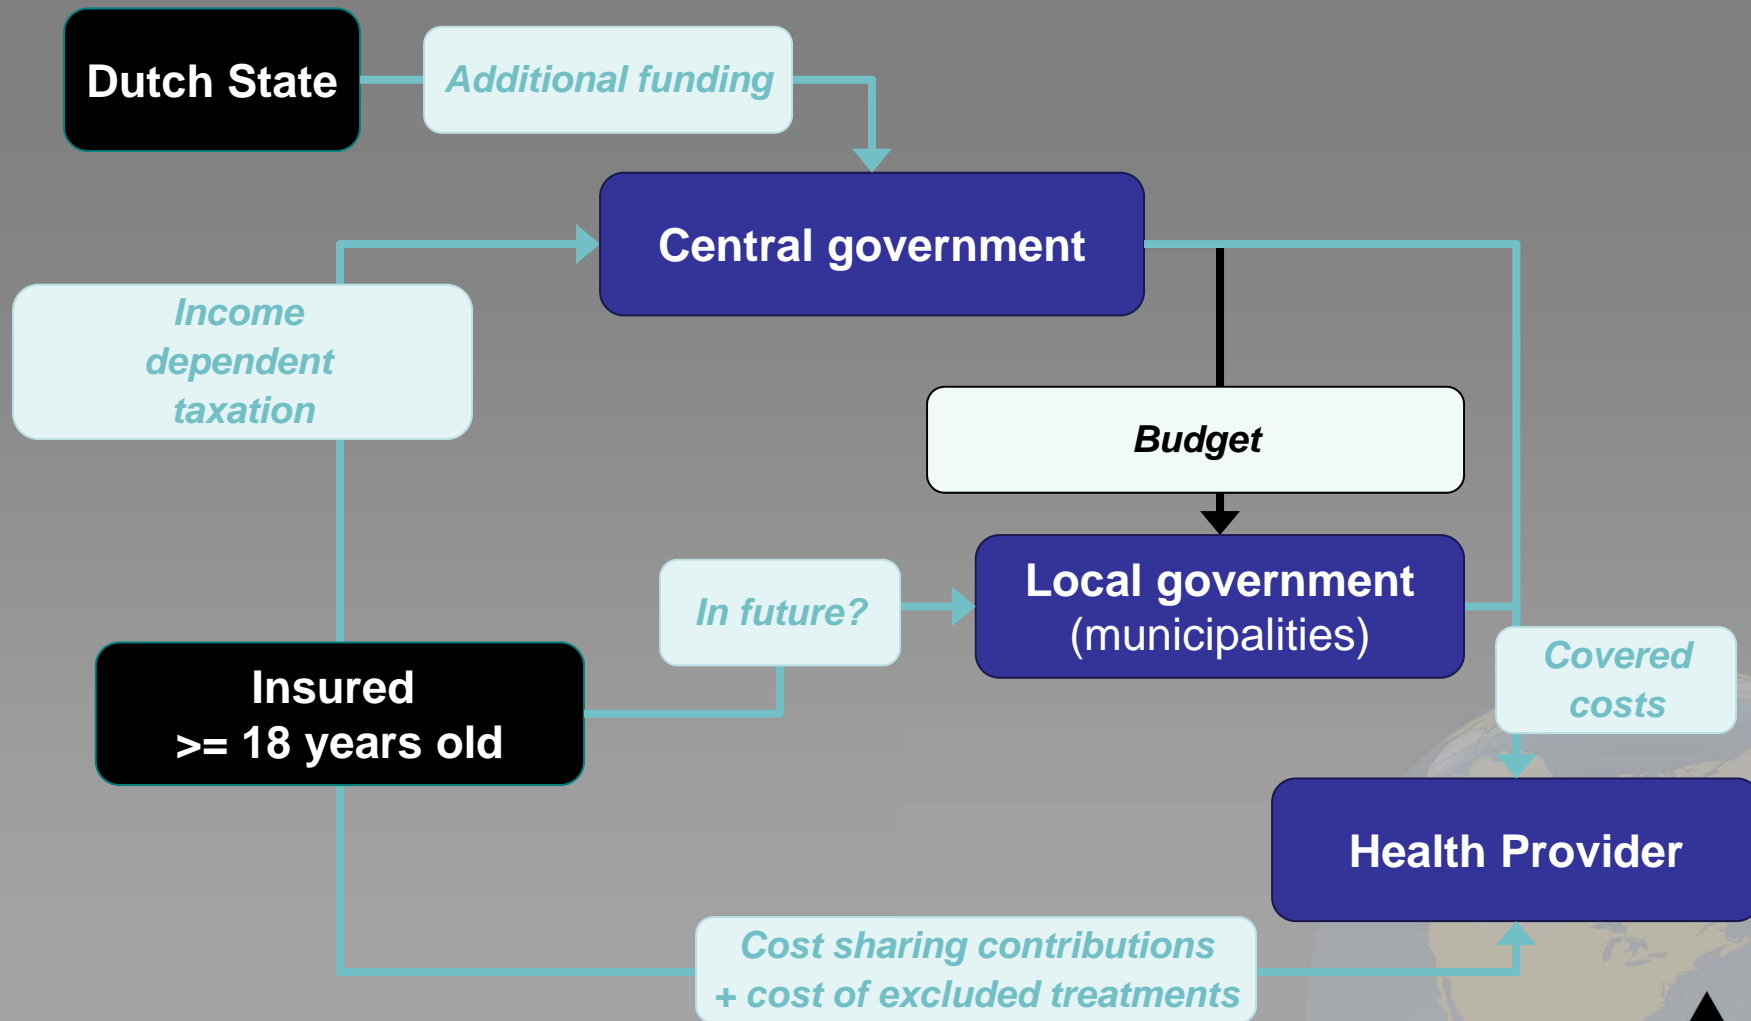 Dutch State
Additional funding
Central government
Income
dependent
taxation
Budget
In future?
Local government
(municipalities)
Covered
costs
Insured
>= 18 years old
Health Provider
Cost sharing contributions
+ cost of excluded treatments